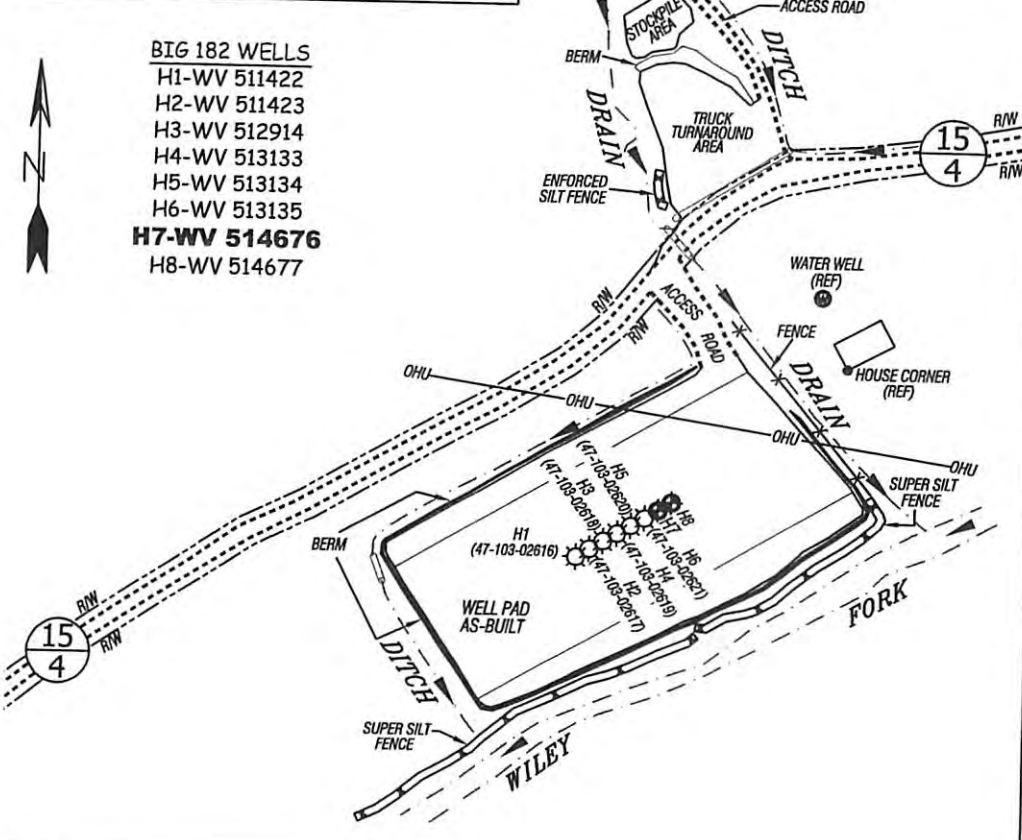 BIG 182 WELLS
H1-WV 511422
H2-WV 511423
H3-WV 512914
H4-WV 513133
H5-WV 513134
H6-WV 513135
H7-WV 514676
H8-WV 514677
N
ACCESS ROAD
STOCKPILE
AREA
BERM
DITCH
DRAIN
TRUCK
TURNAROUND
AREA
R/W
15
4
R/W
ENFORCED
SILT FENCE
WATER WELL
(REF)
R/W
R/W
ACCESS
ROAD
FENCE
DRAIN
HOUSE CORNER
(REF)
OHU
OHU
OHU
OHU
SUPER SILT
FENCE
H5
(47-103-02620)
H3
(47-103-02618)
H1
(47-103-02616)
H8
H7
H6
(47-103-02621)
H4
(47-103-02619)
H2
(47-103-02617)
BERM
WELL PAD
AS-BUILT
R/W
R/W
15
4
DITCH
FORK
WILEY
SUPER SILT
FENCE